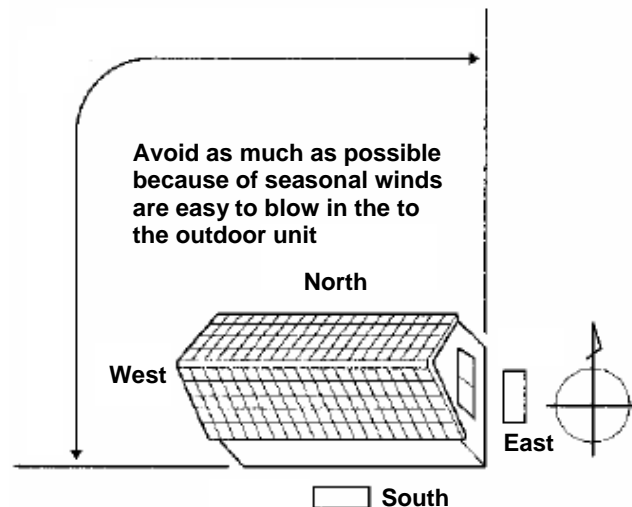 Avoid as much as possible
because of seasonal winds
are easy to blow in the to
the outdoor unit
North
West
East
South